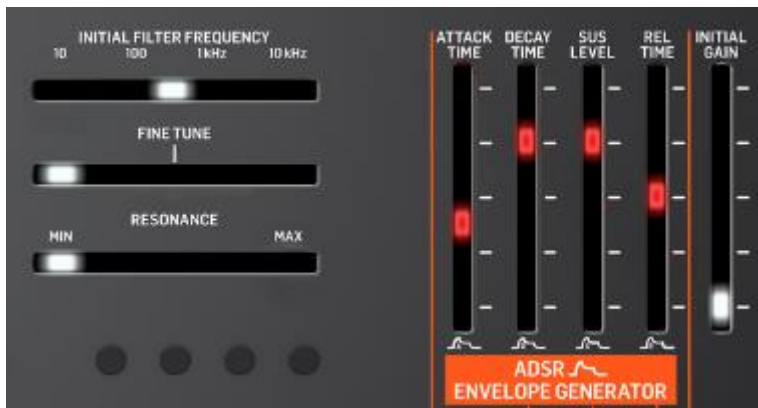 INITIAL FILTER FREQUENCY
10 100 1kHz 10kHz
FINE TUNE
RESONANCE
MIN MAX
ATTACK TIME
DECAY TIME
SUS LEVEL
REL TIME
INITIAL GAIN
ADSR
ENVELOPE GENERATOR